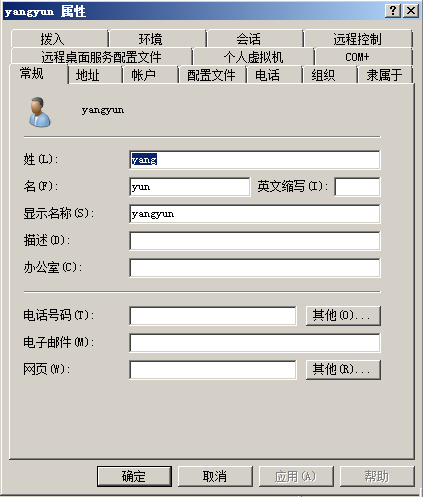 yangyun 属性
拨入 环境 会话 远程控制
远程桌面服务配置文件 个人虚拟机 COM+
常规 地址 帐户 配置文件 电话 组织 隶属于
yangyun
姓(L): yang
名(F): yun 英文缩写(I):
显示名称(S): yangyun
描述(D):
办公室(C):
电话号码(T): 其他(O)...
电子邮件(M):
网页(W): 其他(R)...
确定 取消 应用(A) 帮助